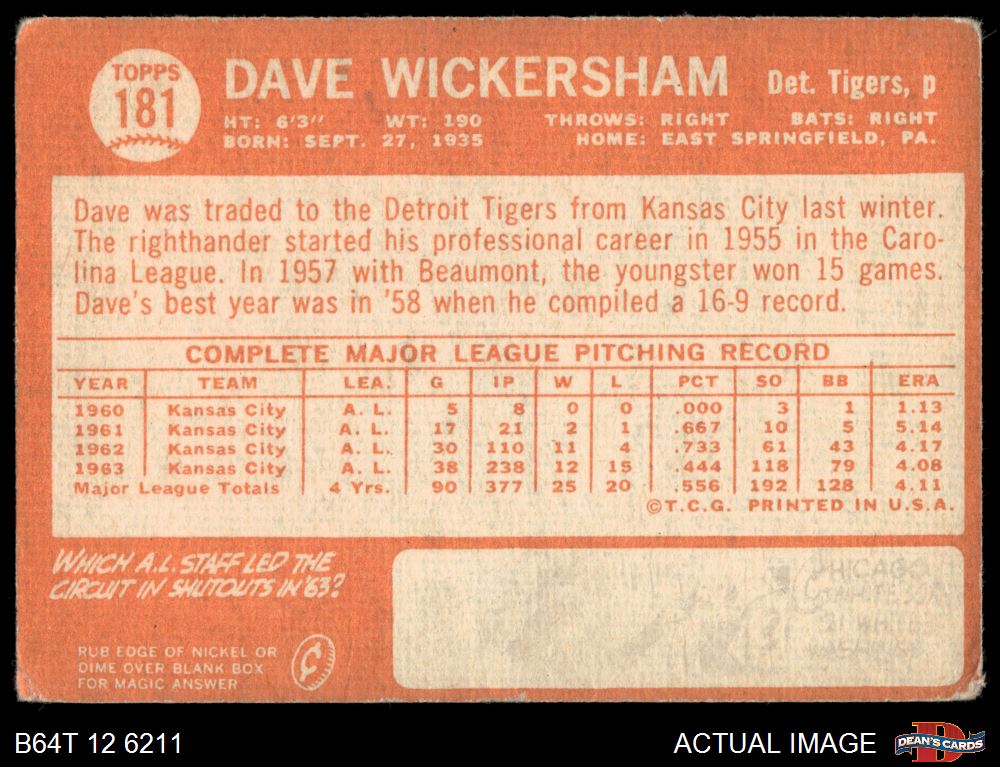 TOPPS
181
DAVE WICKERSHAM Det. Tigers, p
HT: 6'3" WT: 190 THROWS: RIGHT BATS: RIGHT
BORN: SEPT. 27, 1935 HOME: EAST SPRINGFIELD, PA.
Dave was traded to the Detroit Tigers from Kansas City last winter.
The righthander started his professional career in 1955 in the Caro-
lina League. In 1957 with Beaumont, the youngster won 15 games.
Dave's best year was in '58 when he compiled a 16-9 record.
COMPLETE MAJOR LEAGUE PITCHING RECORD
YEAR TEAM LEA. G IP W L PCT SO BB ERA
1960 Kansas City A. L. 5 8 0 0 .000 3 1 1.13
1961 Kansas City A. L. 17 21 2 1 .667 10 5 5.14
1962 Kansas City A. L. 30 110 11 4 .733 61 43 4.17
1963 Kansas City A. L. 38 238 12 15 .444 118 79 4.08
Major League Totals 4 Yrs. 90 377 25 20 .556 192 128 4.11
©T.C.G. PRINTED IN U.S.A.
WHICH A.L. STAFF LED THE
CIRCUIT IN SHUTOUTS IN '63?
RUB EDGE OF NICKEL OR
DIME OVER BLANK BOX
FOR MAGIC ANSWER
CHICAGO
B64T 12 6211 ACTUAL IMAGE DEAN'S CARDS